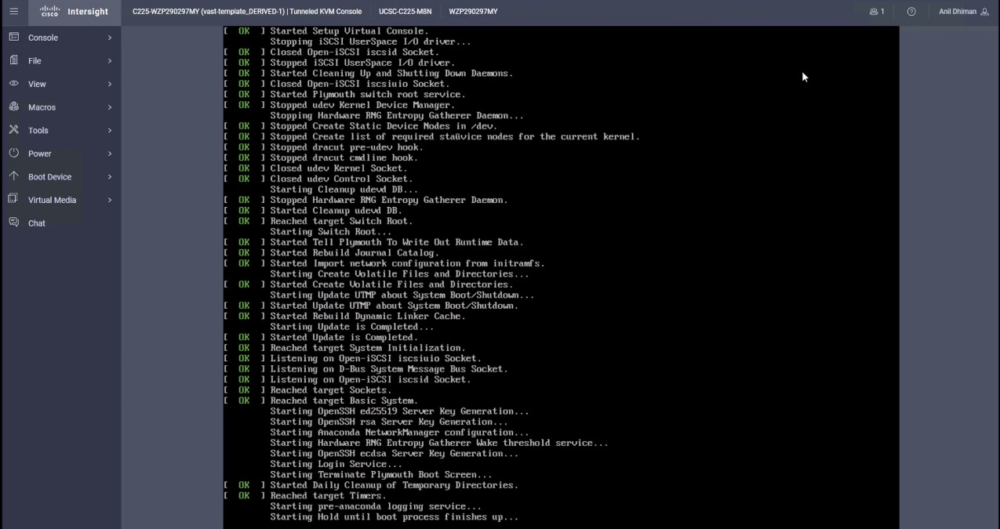 cisco Intersight
C225-WZP290297MY (vast-template_DERIVED-1) | Tunneled KVM Console
UCSC-C225-M8N
WZP290297MY
1
Anil Dhiman
Console
File
View
Macros
Tools
Power
Boot Device
Virtual Media
Chat
[ OK ] Started Setup Virtual Console.
Stopping iSCSI UserSpace I/O driver...
[ OK ] Closed Open-iSCSI iscsid Socket.
[ OK ] Stopped iSCSI UserSpace I/O driver.
[ OK ] Started Cleaning Up and Shutting Down Daemons.
[ OK ] Closed Open-iSCSI iscsiuio Socket.
[ OK ] Started Plymouth switch root service.
[ OK ] Stopped udev Kernel Device Manager.
Stopping Hardware RNG Entropy Gatherer Daemon...
[ OK ] Stopped Create Static Device Nodes in /dev.
[ OK ] Stopped Create list of required staüvice nodes for the current kernel.
[ OK ] Stopped dracut pre-udev hook.
[ OK ] Stopped dracut cmdline hook.
[ OK ] Closed udev Kernel Socket.
[ OK ] Closed udev Control Socket.
Starting Cleanup udevd DB...
[ OK ] Stopped Hardware RNG Entropy Gatherer Daemon.
[ OK ] Started Cleanup udevd DB.
[ OK ] Reached target Switch Root.
Starting Switch Root...
[ OK ] Started Tell Plymouth To Write Out Runtime Data.
[ OK ] Started Rebuild Journal Catalog.
[ OK ] Started Import network configuration from initramfs.
Starting Create Volatile Files and Directories...
[ OK ] Started Create Volatile Files and Directories.
Starting Update UTMP about System Boot/Shutdown...
[ OK ] Started Update UTMP about System Boot/Shutdown.
[ OK ] Started Rebuild Dynamic Linker Cache.
Starting Update is Completed...
[ OK ] Started Update is Completed.
[ OK ] Reached target System Initialization.
[ OK ] Listening on Open-iSCSI iscsiuio Socket.
[ OK ] Listening on D-Bus System Message Bus Socket.
[ OK ] Listening on Open-iSCSI iscsid Socket.
[ OK ] Reached target Sockets.
[ OK ] Reached target Basic System.
Starting OpenSSH ed25519 Server Key Generation...
Starting OpenSSH rsa Server Key Generation...
Starting Anaconda NetworkManager configuration...
Starting Hardware RNG Entropy Gatherer Wake threshold service...
Starting OpenSSH ecdsa Server Key Generation...
Starting Login Service...
Starting Terminate Plymouth Boot Screen...
[ OK ] Started Daily Cleanup of Temporary Directories.
[ OK ] Reached target Timers.
Starting pre-anaconda logging service...
Starting Hold until boot process finishes up...